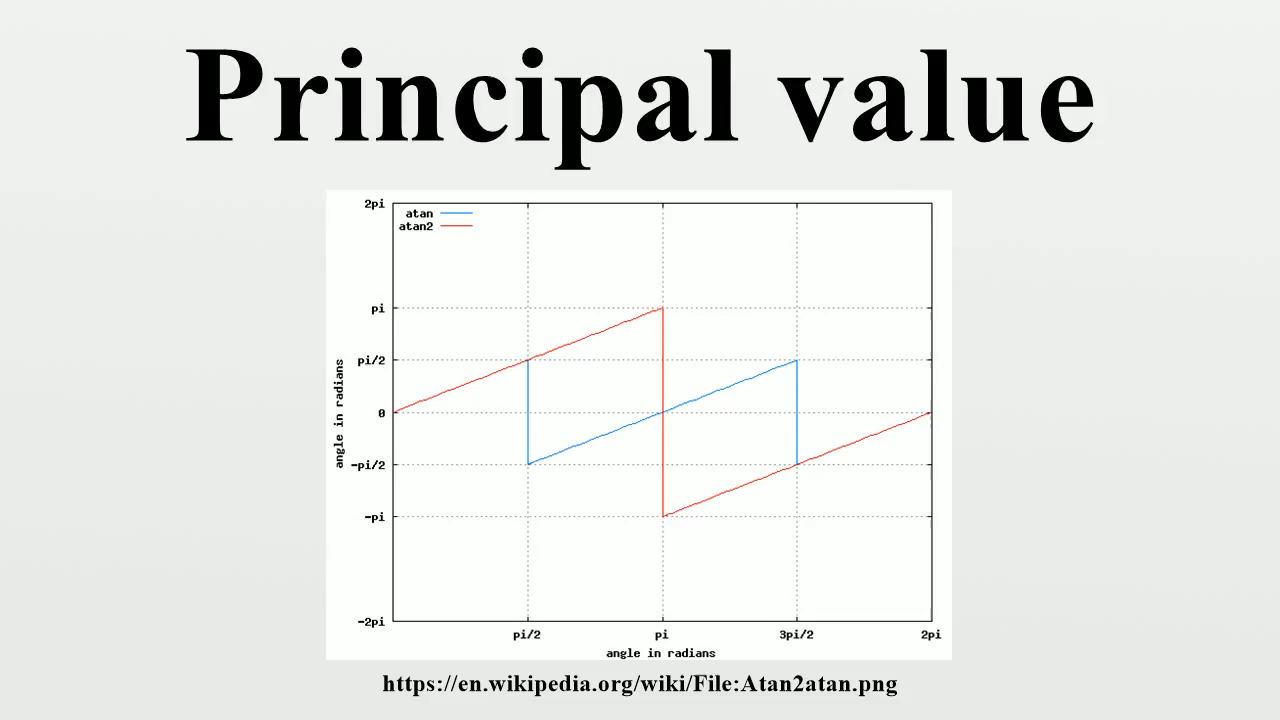 Principal value
2pi
atan
atan2
pi
pi/2
0
-pi/2
-pi
-2pi
angle in radians
pi/2 pi 3pi/2 2pi
angle in radians
https://en.wikipedia.org/wiki/File:Atan2atan.png